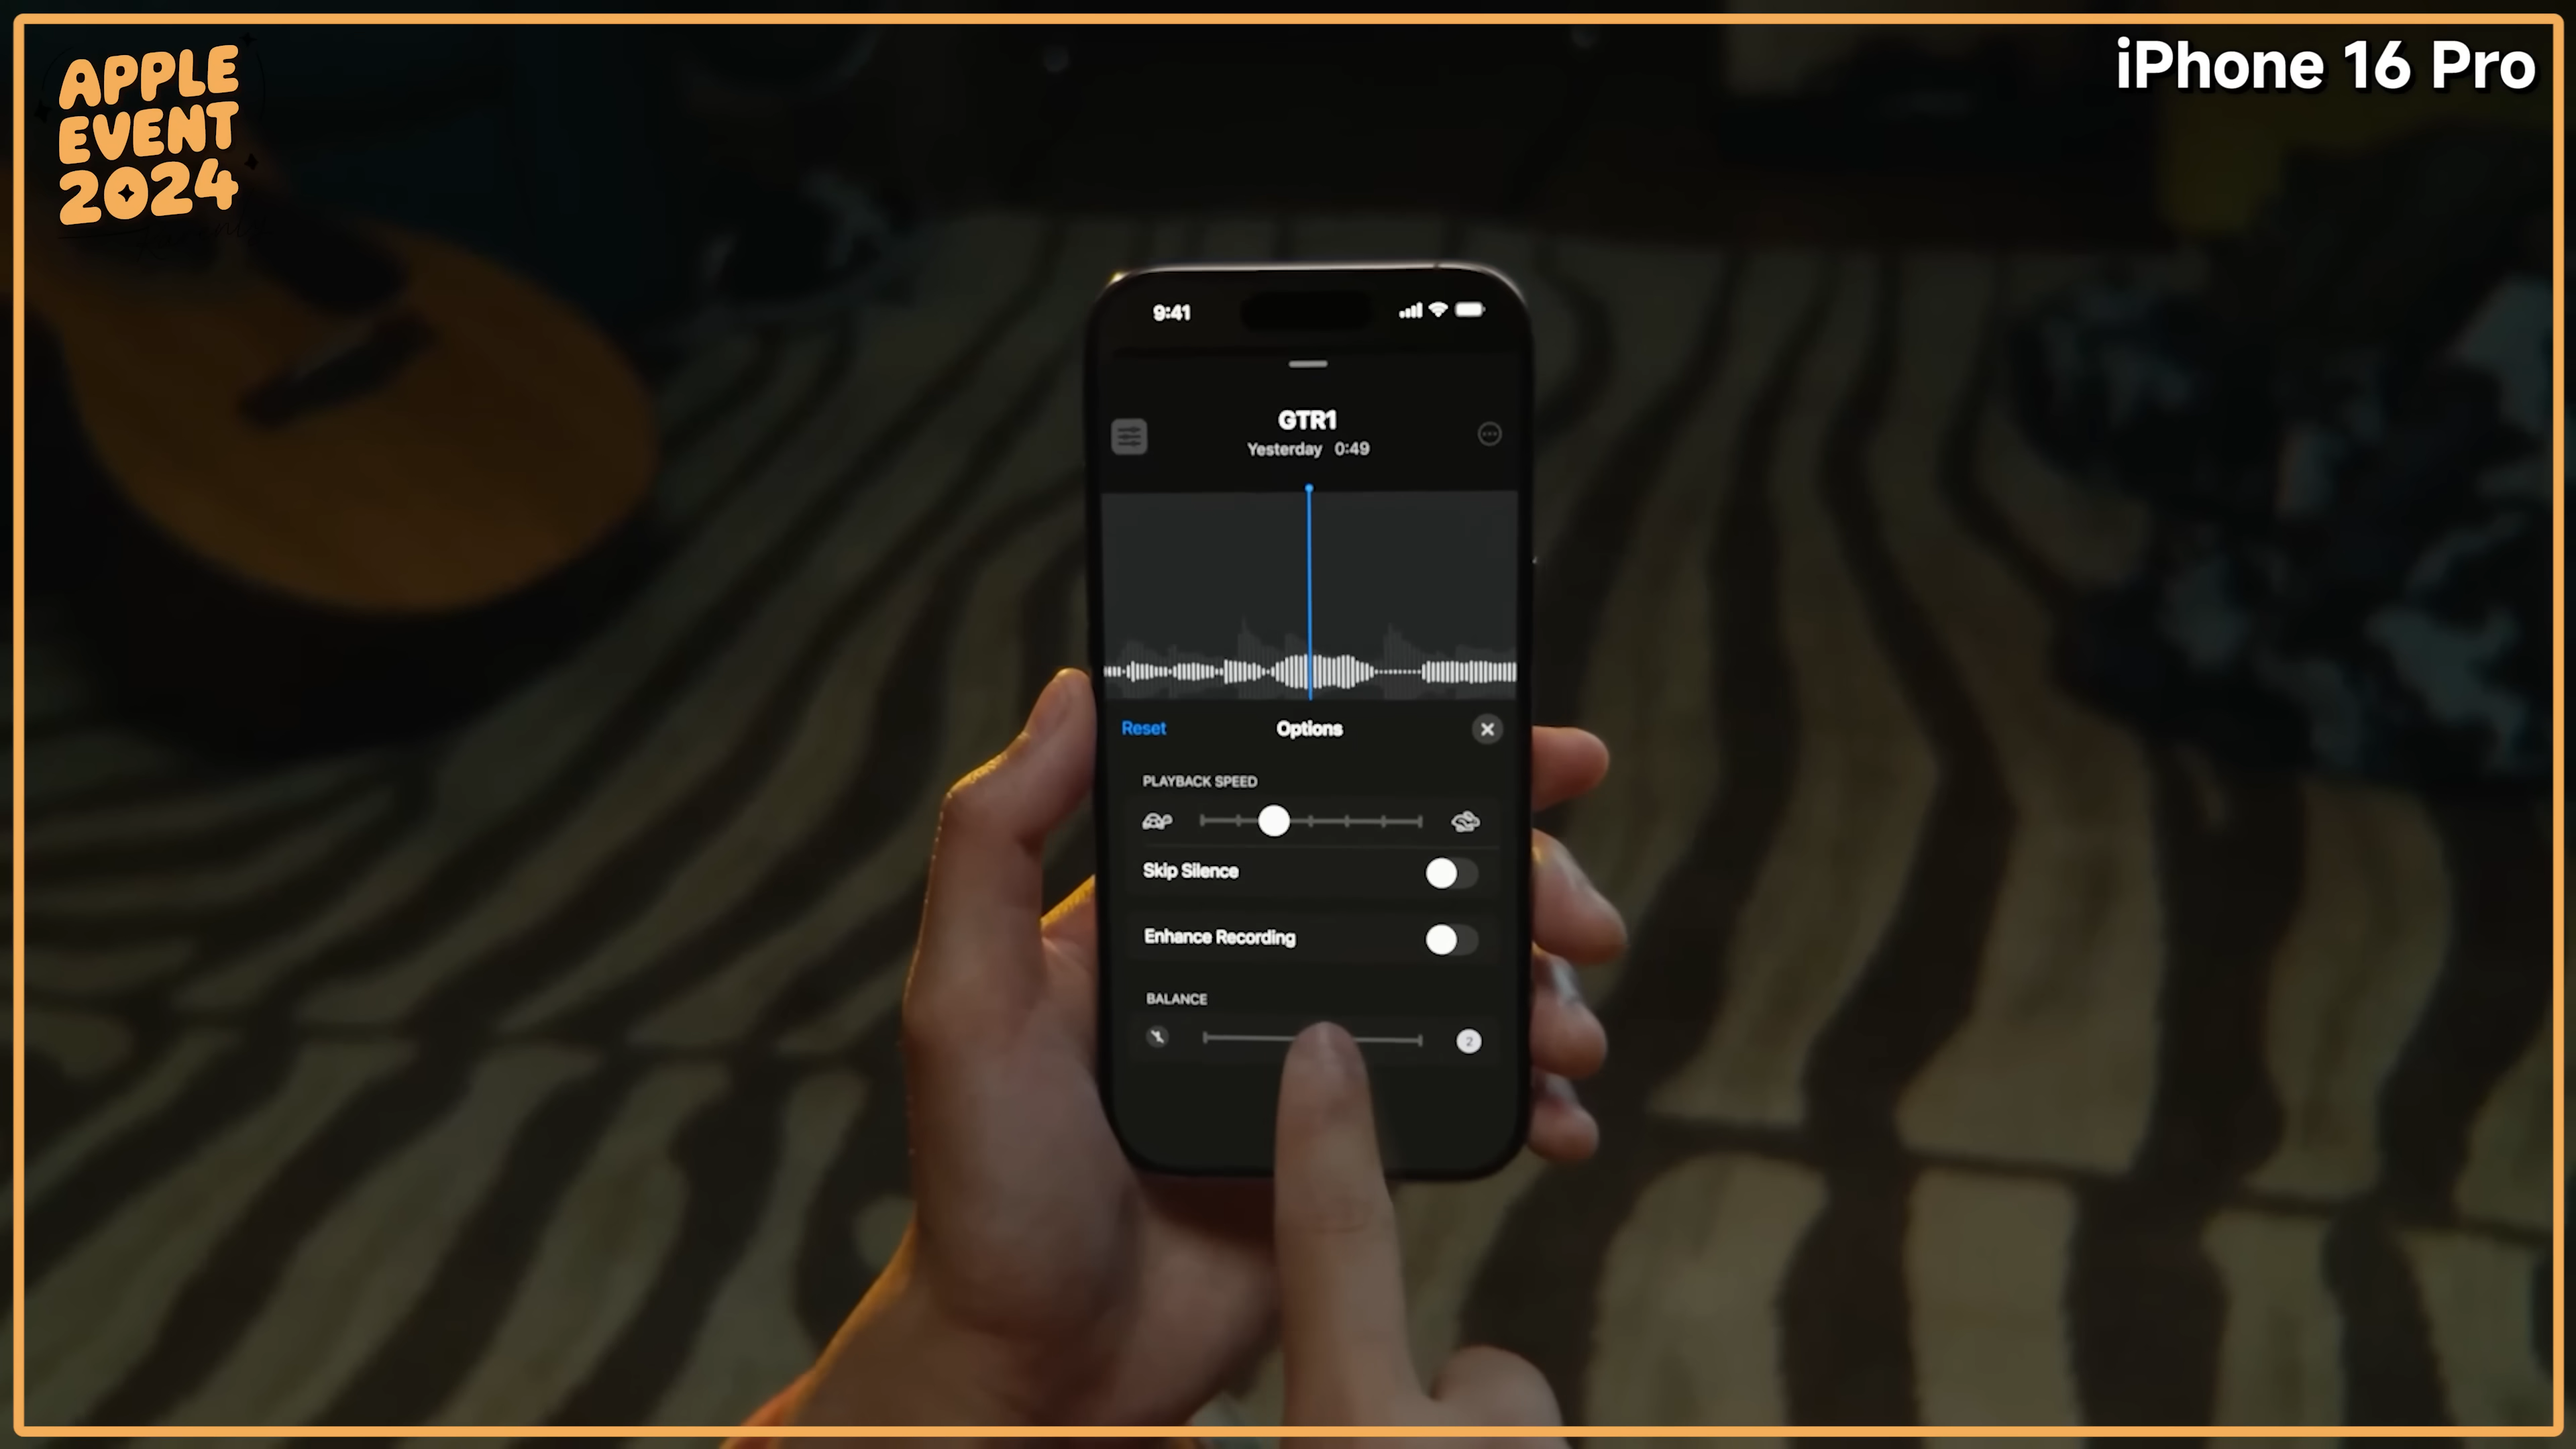 APPLE
EVENT
2024
iPhone 16 Pro
9:41
GTR1
Yesterday 0:49
Reset
Options
PLAYBACK SPEED
Skip Silence
Enhance Recording
BALANCE
2